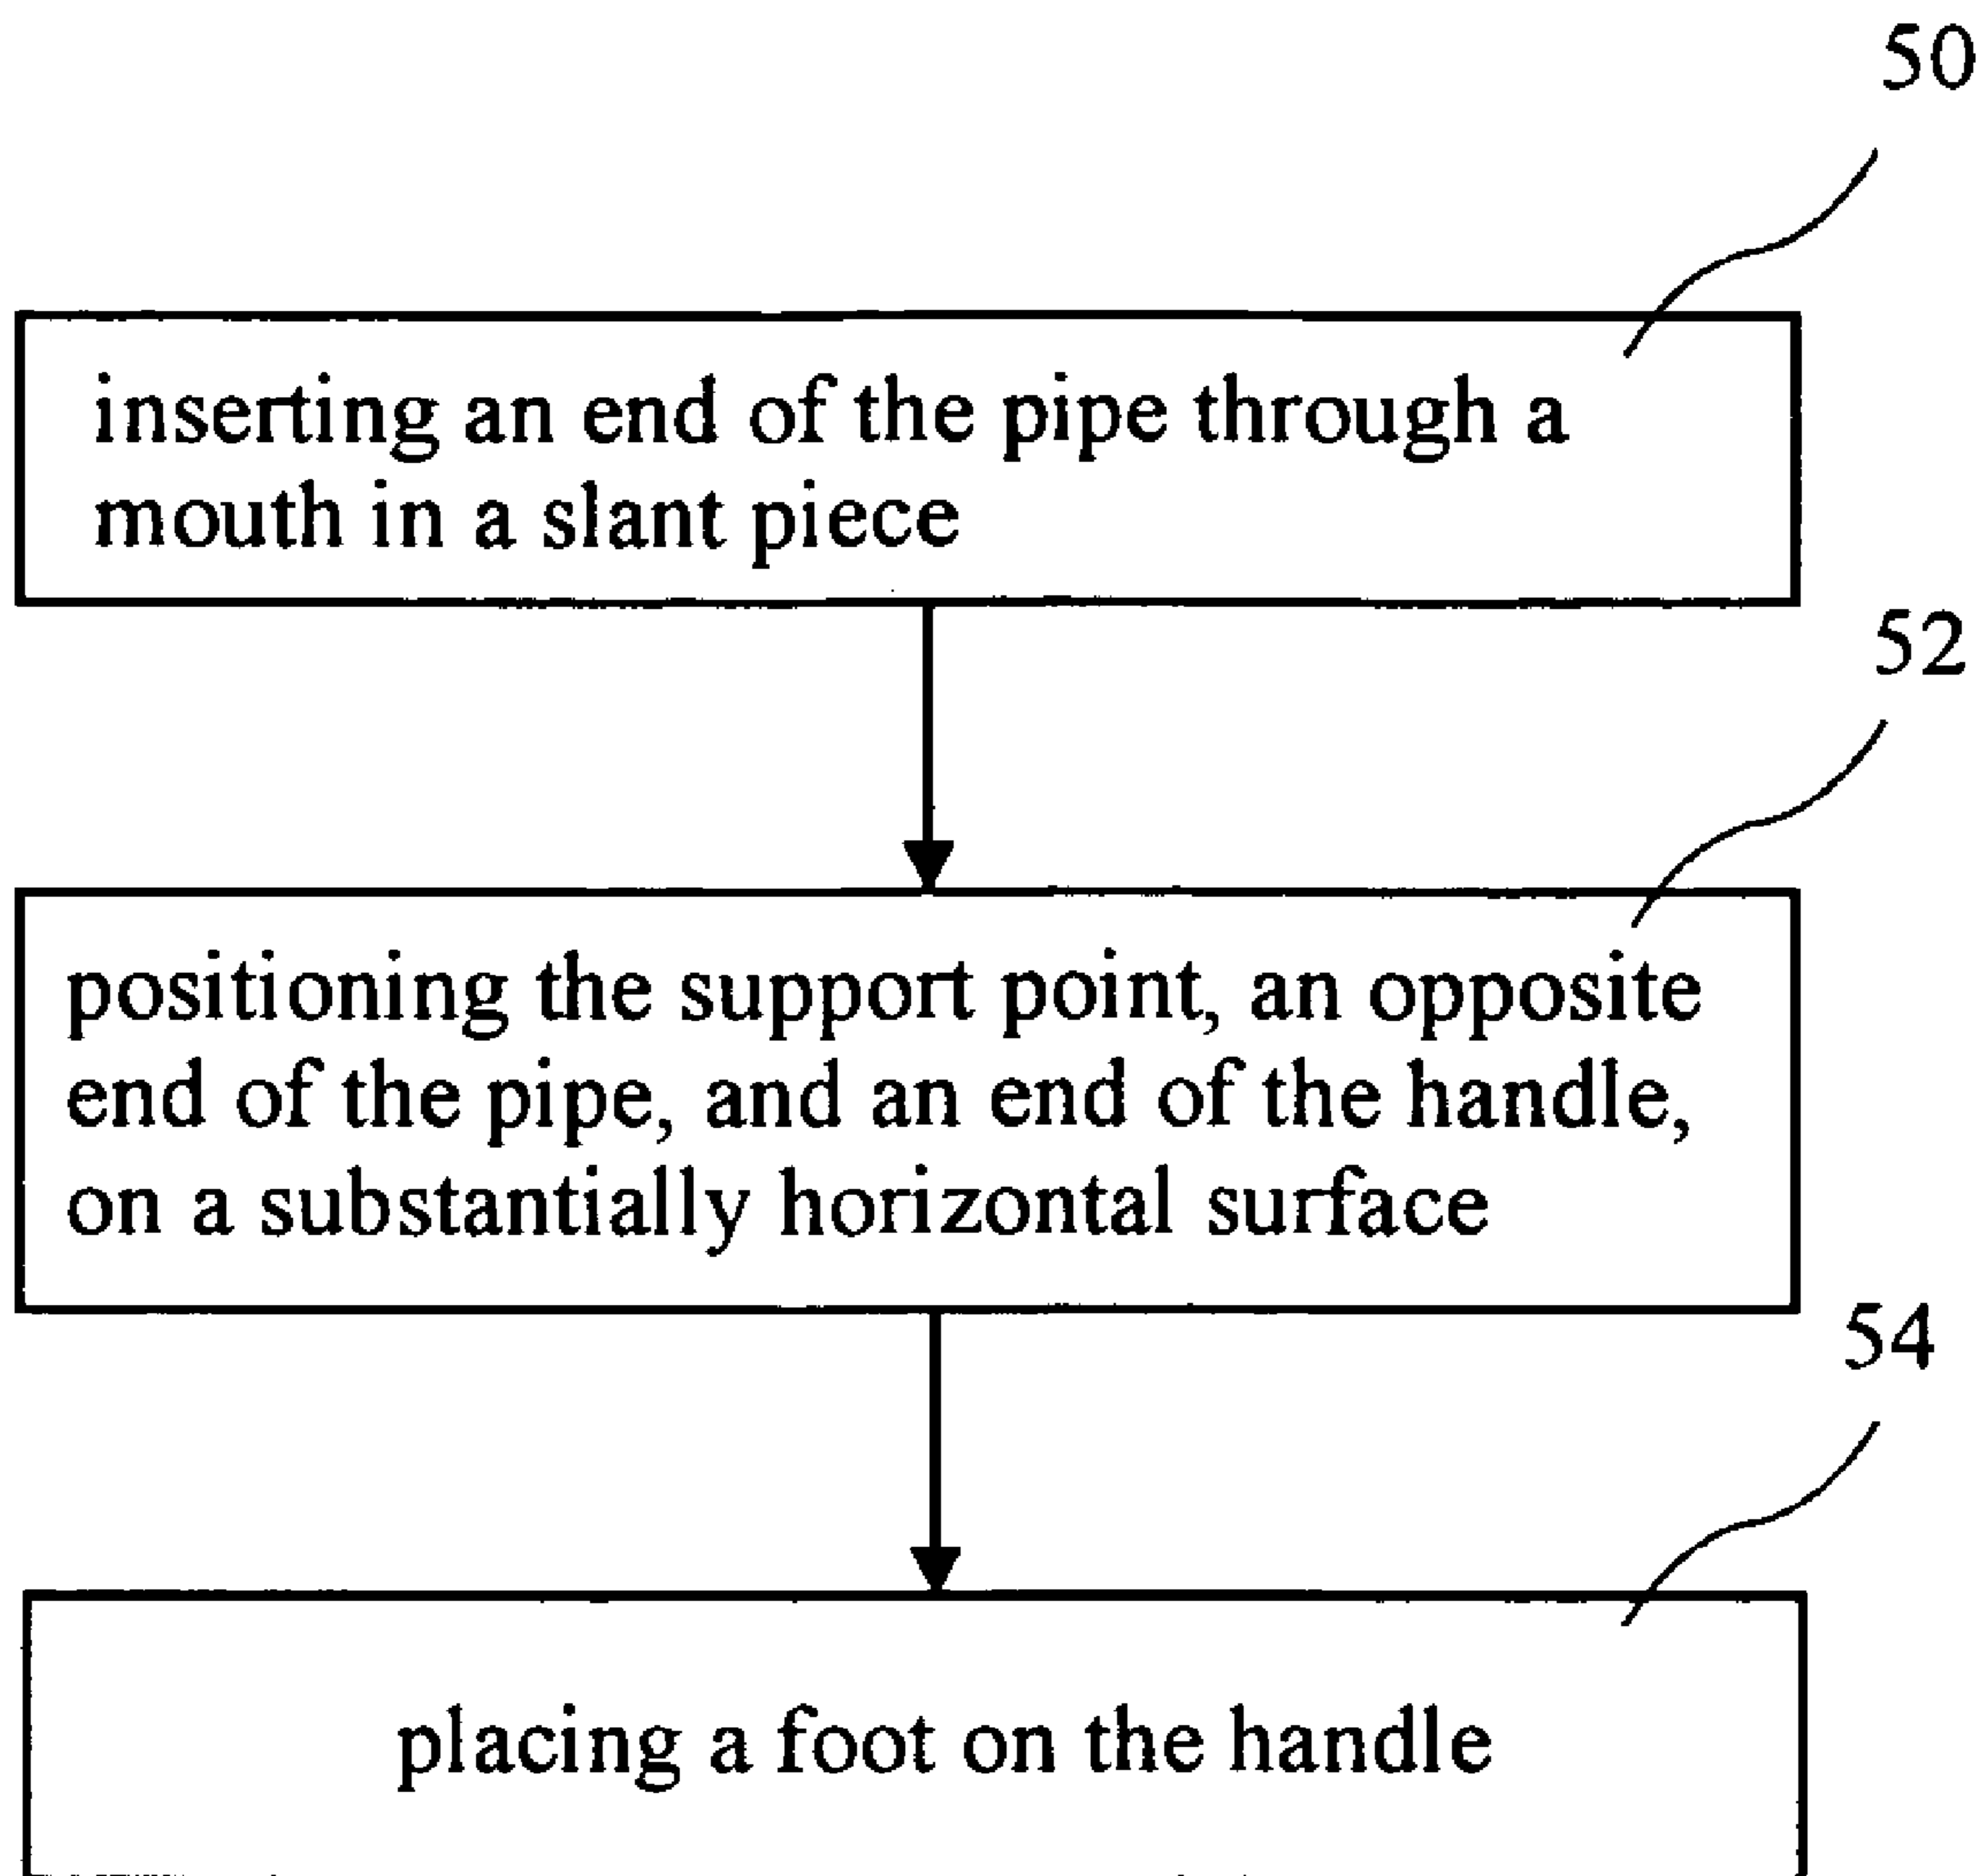 50
inserting an end of the pipe through a
mouth in a slant piece
52
positioning the support point, an opposite
end of the pipe, and an end of the handle,
on a substantially horizontal surface
54
placing a foot on the handle